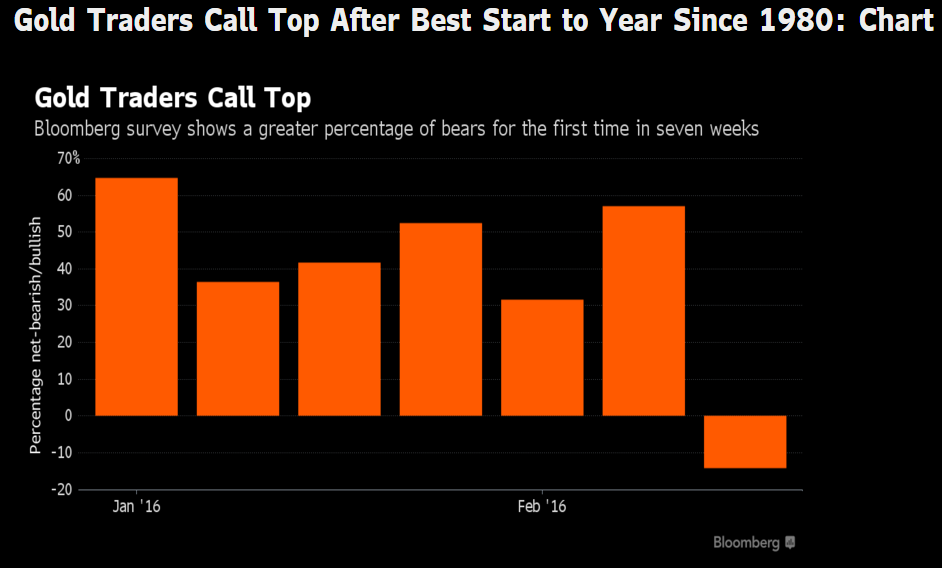 Gold Traders Call Top After Best Start to Year Since 1980: Chart
Gold Traders Call Top
Bloomberg survey shows a greater percentage of bears for the first time in seven weeks
Percentage net-bearish/bullish
70%
60
50
40
30
20
10
0
-10
-20
Jan '16
Feb '16
Bloomberg